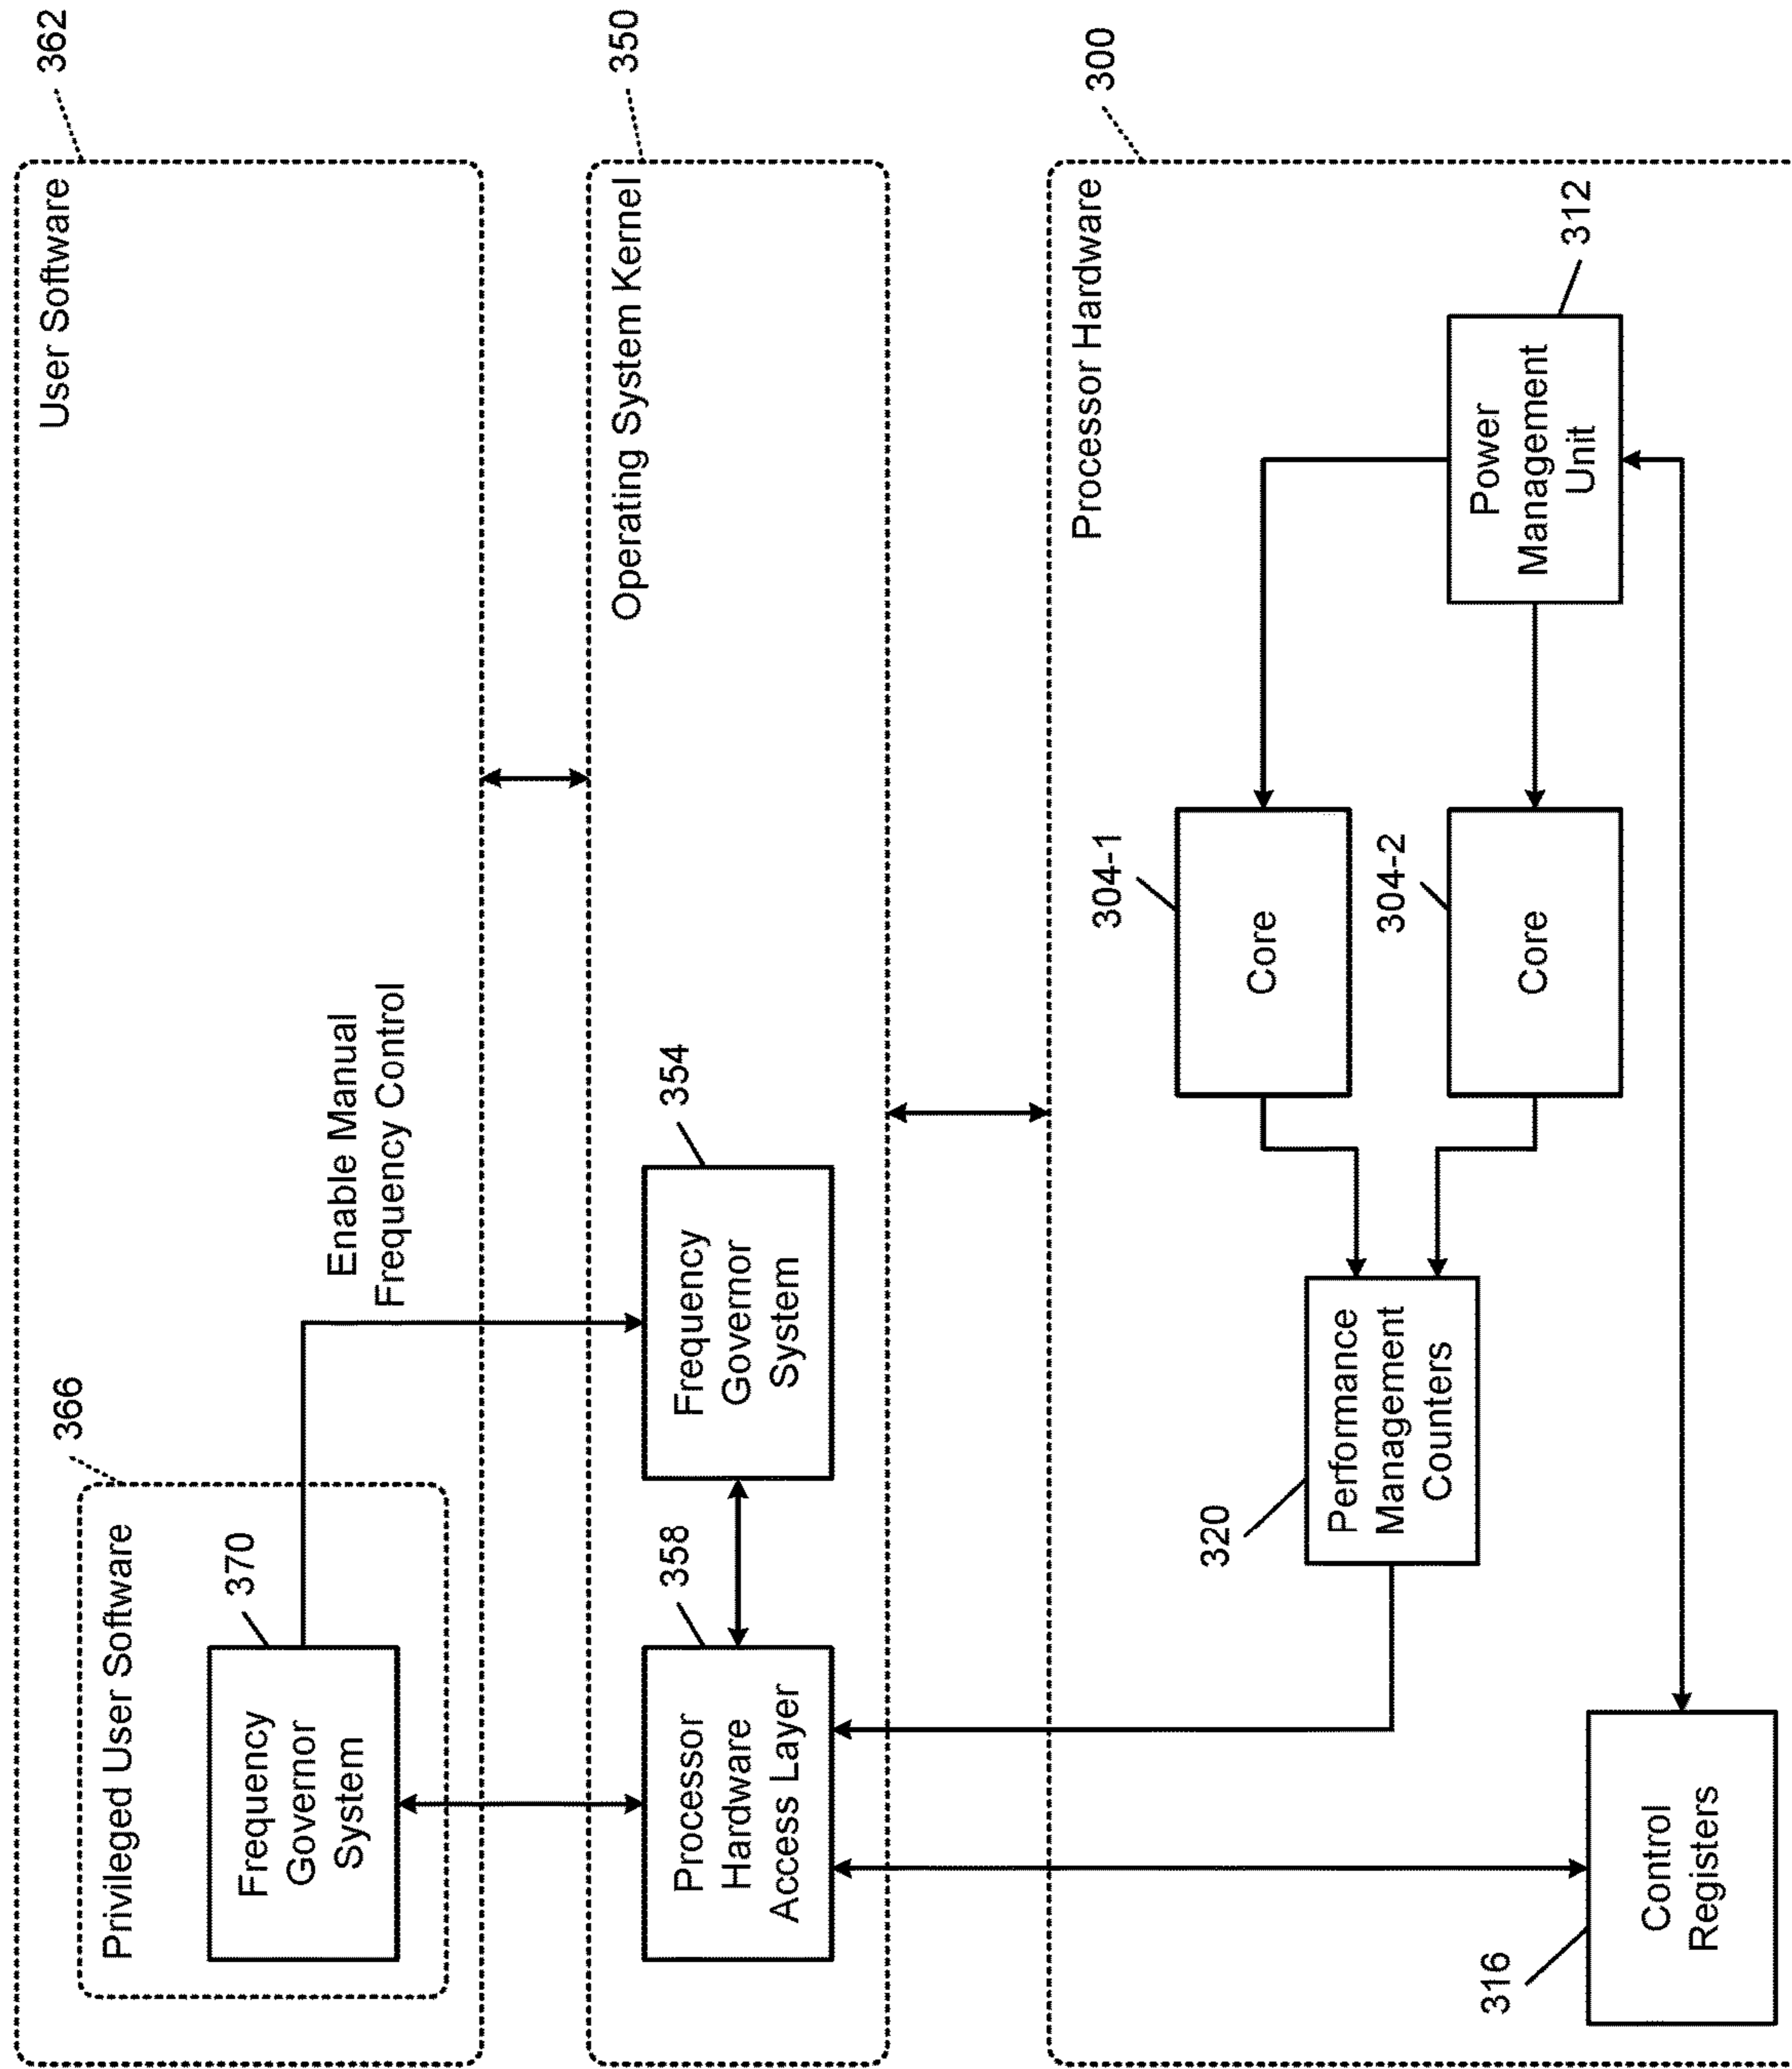 User Software
362
Privileged User Software
366
Frequency
Governor
System
370
Enable Manual
Frequency Control
Operating System Kernel
350
Processor
Hardware
Access Layer
358
Frequency
Governor
System
354
Processor Hardware
300
Core
304-1
Core
304-2
Power
Management
Unit
312
Performance
Management
Counters
320
Control
Registers
316